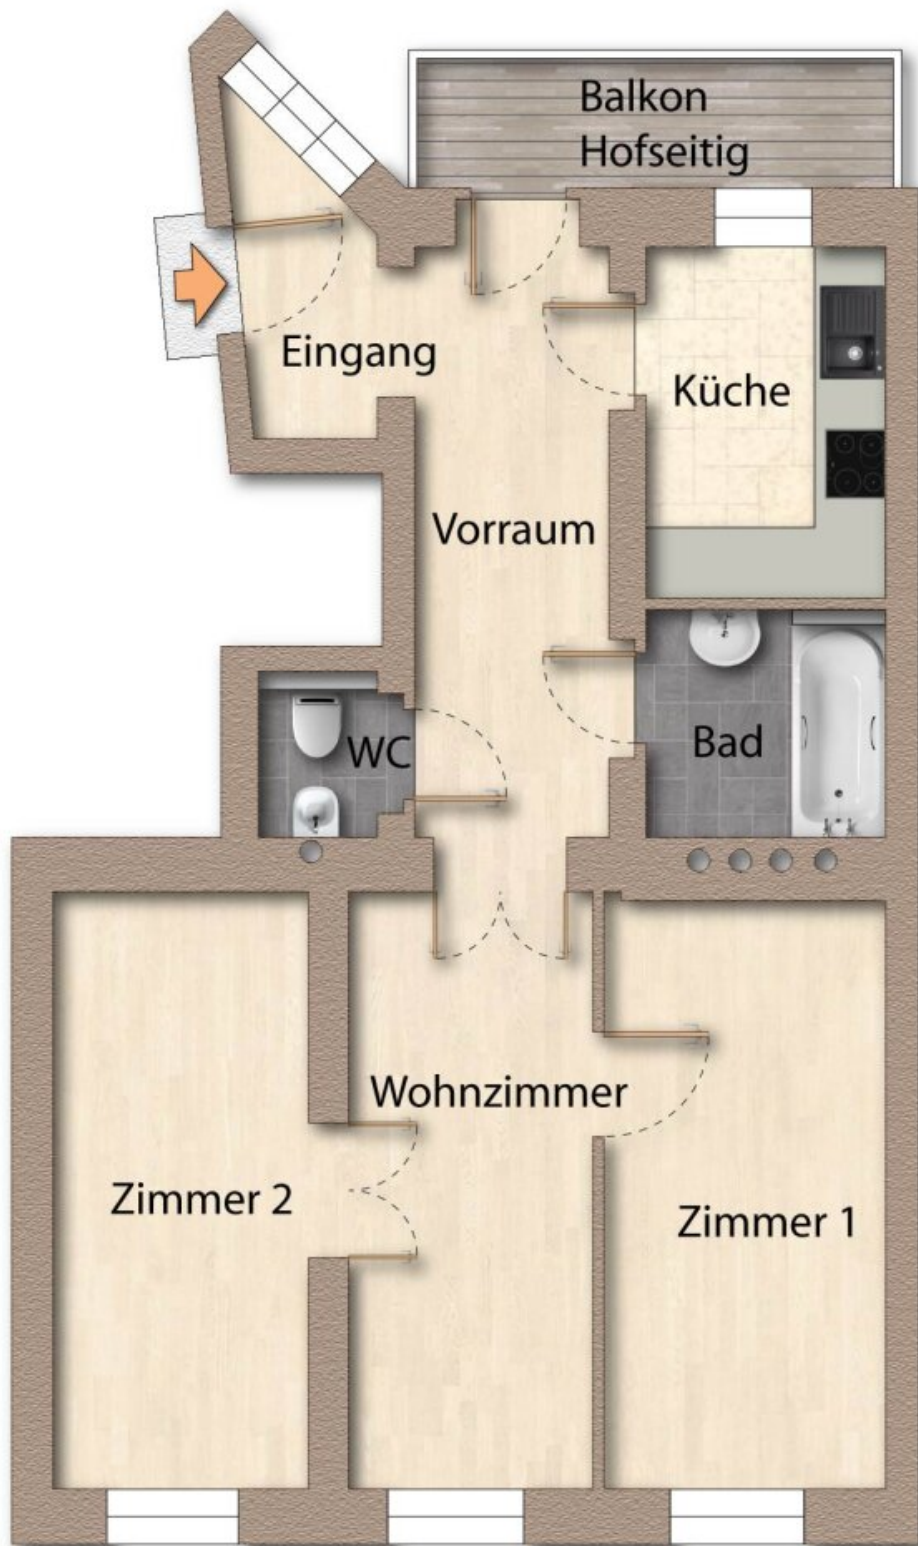 Balkon
Hofseitig
Eingang
Küche
Vorraum
WC
Bad
Wohnzimmer
Zimmer 2
Zimmer 1